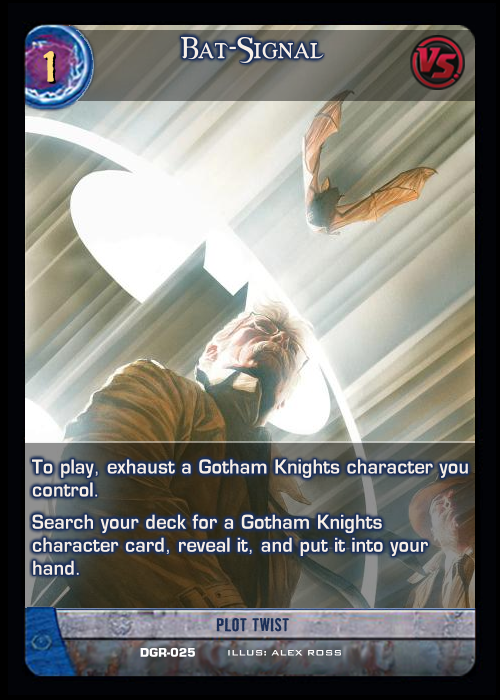 1
Bat-Signal
VS.
To play, exhaust a Gotham Knights character you
control.
Search your deck for a Gotham Knights
character card, reveal it, and put it into your
hand.
PLOT TWIST
DGR-025 ILLUS: ALEX ROSS